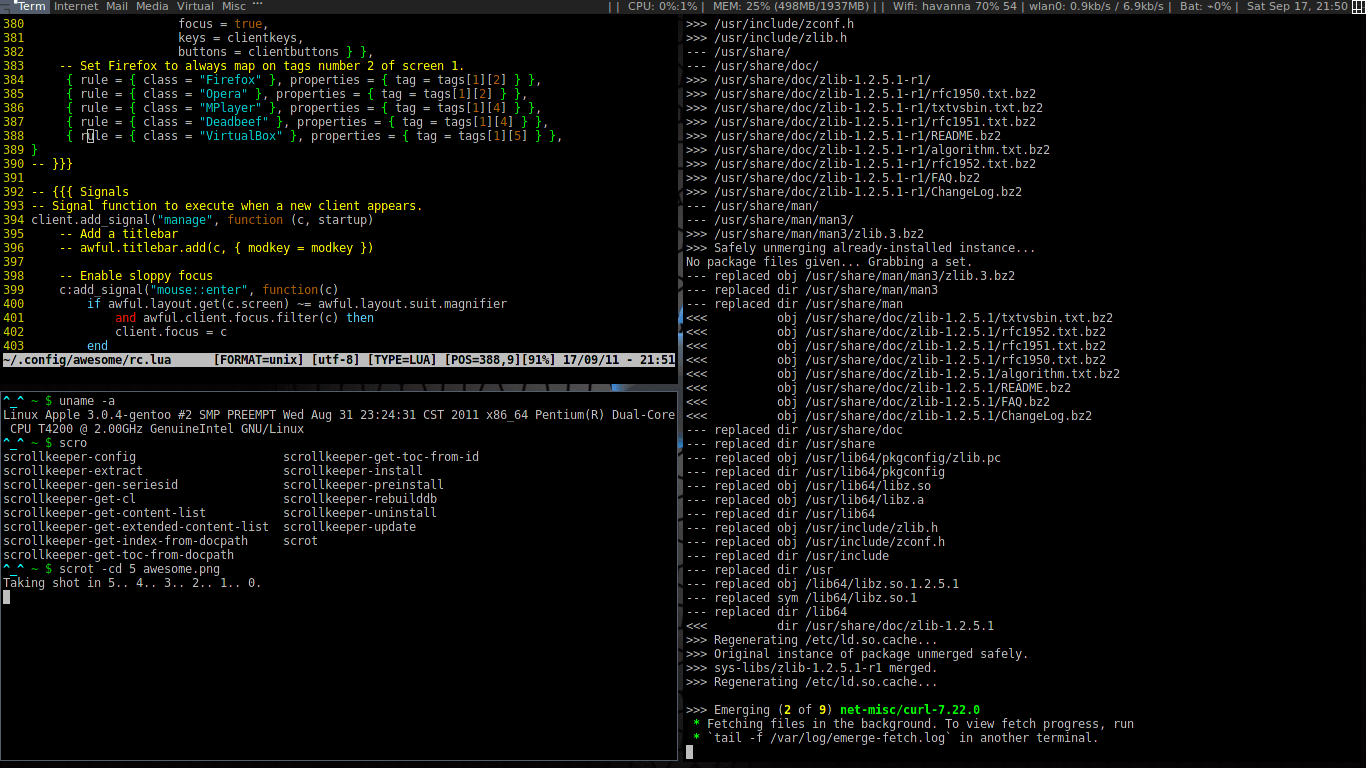 Term Internet Mail Media Virtual Misc ... || CPU: 0%:1% | MEM: 25% (498MB/1937MB) || Wifi: havanna 70% 54 | wlan0: 0.9kb/s / 6.9kb/s | Bat: ⌁0% | Sat Sep 17, 21:50
380                     focus = true,
381                     keys = clientkeys,
382                     buttons = clientbuttons } },
383     -- Set Firefox to always map on tags number 2 of screen 1.
384      { rule = { class = "Firefox" }, properties = { tag = tags[1][2] } },
385      { rule = { class = "Opera" }, properties = { tag = tags[1][2] } },
386      { rule = { class = "MPlayer" }, properties = { tag = tags[1][4] } },
387      { rule = { class = "Deadbeef" }, properties = { tag = tags[1][4] } },
388      { rule = { class = "VirtualBox" }, properties = { tag = tags[1][5] } },
389 }
390 -- }}}
391
392 -- {{{ Signals
393 -- Signal function to execute when a new client appears.
394 client.add_signal("manage", function (c, startup)
395     -- Add a titlebar
396     -- awful.titlebar.add(c, { modkey = modkey })
397
398     -- Enable sloppy focus
399     c:add_signal("mouse::enter", function(c)
400         if awful.layout.get(c.screen) ~= awful.layout.suit.magnifier
401             and awful.client.focus.filter(c) then
402             client.focus = c
403         end
~/.config/awesome/rc.lua      [FORMAT=unix] [utf-8] [TYPE=LUA] [POS=388,9][91%] 17/09/11 - 21:51
^_^ ~ $ uname -a
Linux Apple 3.0.4-gentoo #2 SMP PREEMPT Wed Aug 31 23:24:31 CST 2011 x86_64 Pentium(R) Dual-Core
 CPU T4200 @ 2.00GHz GenuineIntel GNU/Linux
^_^ ~ $ scro
scrollkeeper-config                     scrollkeeper-get-toc-from-id
scrollkeeper-extract                    scrollkeeper-install
scrollkeeper-gen-seriesid               scrollkeeper-preinstall
scrollkeeper-get-cl                     scrollkeeper-rebuilddb
scrollkeeper-get-content-list           scrollkeeper-uninstall
scrollkeeper-get-extended-content-list  scrollkeeper-update
scrollkeeper-get-index-from-docpath     scrot
scrollkeeper-get-toc-from-docpath
^_^ ~ $ scrot -cd 5 awesome.png
Taking shot in 5.. 4.. 3.. 2.. 1.. 0.
>>> /usr/include/zconf.h
>>> /usr/include/zlib.h
--- /usr/share/
--- /usr/share/doc/
>>> /usr/share/doc/zlib-1.2.5.1-r1/
>>> /usr/share/doc/zlib-1.2.5.1-r1/rfc1950.txt.bz2
>>> /usr/share/doc/zlib-1.2.5.1-r1/txtvsbin.txt.bz2
>>> /usr/share/doc/zlib-1.2.5.1-r1/rfc1951.txt.bz2
>>> /usr/share/doc/zlib-1.2.5.1-r1/README.bz2
>>> /usr/share/doc/zlib-1.2.5.1-r1/algorithm.txt.bz2
>>> /usr/share/doc/zlib-1.2.5.1-r1/rfc1952.txt.bz2
>>> /usr/share/doc/zlib-1.2.5.1-r1/FAQ.bz2
>>> /usr/share/doc/zlib-1.2.5.1-r1/ChangeLog.bz2
--- /usr/share/man/
--- /usr/share/man/man3/
>>> /usr/share/man/man3/zlib.3.bz2
>>> Safely unmerging already-installed instance...
No package files given... Grabbing a set.
--- replaced obj /usr/share/man/man3/zlib.3.bz2
--- replaced dir /usr/share/man/man3
--- replaced dir /usr/share/man
<<<          obj /usr/share/doc/zlib-1.2.5.1/txtvsbin.txt.bz2
<<<          obj /usr/share/doc/zlib-1.2.5.1/rfc1952.txt.bz2
<<<          obj /usr/share/doc/zlib-1.2.5.1/rfc1951.txt.bz2
<<<          obj /usr/share/doc/zlib-1.2.5.1/rfc1950.txt.bz2
<<<          obj /usr/share/doc/zlib-1.2.5.1/algorithm.txt.bz2
<<<          obj /usr/share/doc/zlib-1.2.5.1/README.bz2
<<<          obj /usr/share/doc/zlib-1.2.5.1/FAQ.bz2
<<<          obj /usr/share/doc/zlib-1.2.5.1/ChangeLog.bz2
--- replaced dir /usr/share/doc
--- replaced dir /usr/share
--- replaced obj /usr/lib64/pkgconfig/zlib.pc
--- replaced dir /usr/lib64/pkgconfig
--- replaced obj /usr/lib64/libz.so
--- replaced obj /usr/lib64/libz.a
--- replaced dir /usr/lib64
--- replaced obj /usr/include/zlib.h
--- replaced obj /usr/include/zconf.h
--- replaced dir /usr/include
--- replaced dir /usr
--- replaced obj /lib64/libz.so.1.2.5.1
--- replaced sym /lib64/libz.so.1
--- replaced dir /lib64
<<<          dir /usr/share/doc/zlib-1.2.5.1
>>> Regenerating /etc/ld.so.cache...
>>> Original instance of package unmerged safely.
>>> sys-libs/zlib-1.2.5.1-r1 merged.
>>> Regenerating /etc/ld.so.cache...
>>> Emerging (2 of 9) net-misc/curl-7.22.0
 * Fetching files in the background. To view fetch progress, run
 * `tail -f /var/log/emerge-fetch.log` in another terminal.